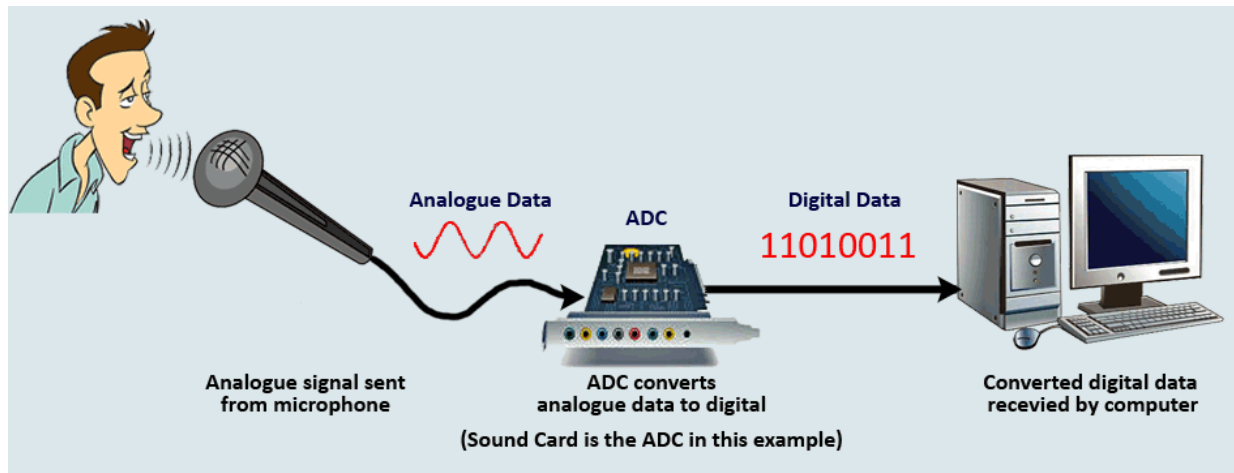 Analogue Data
ADC
Digital Data
11010011
Analogue signal sent
from microphone
ADC converts
analogue data to digital
(Sound Card is the ADC in this example)
Converted digital data
recevied by computer